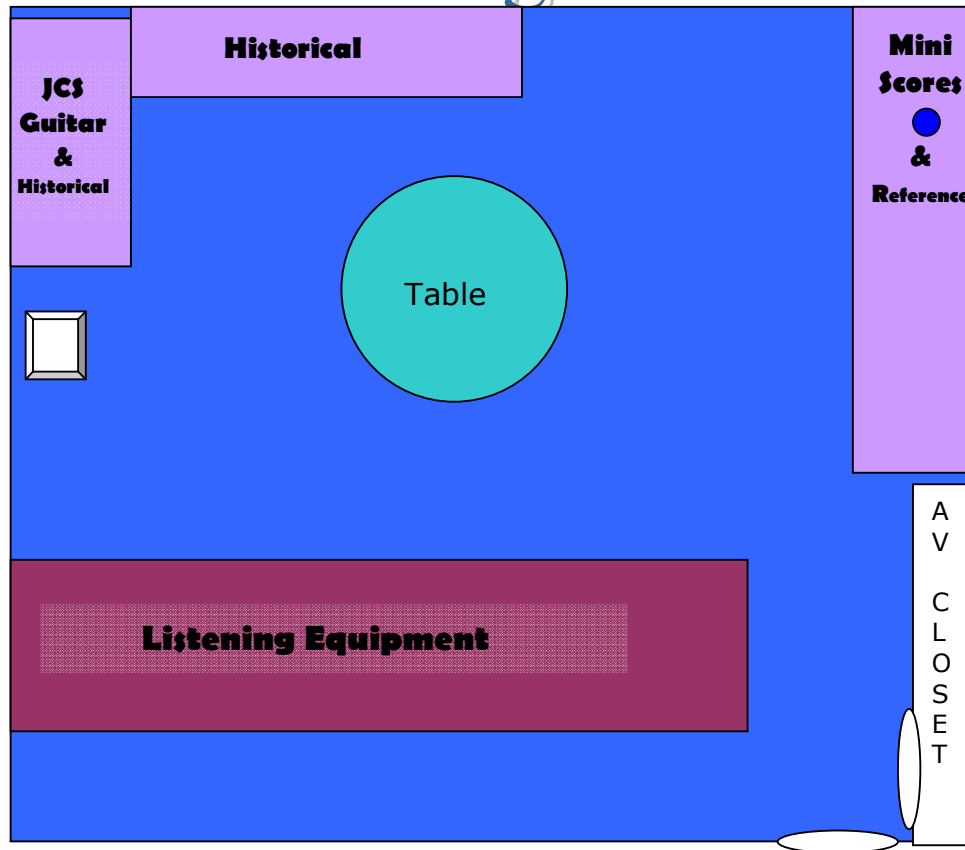 Historical
JCS
Guitar
&
Historical
Mini
Scores
&
Reference
Table
Listening Equipment
A
V
C
L
O
S
E
T